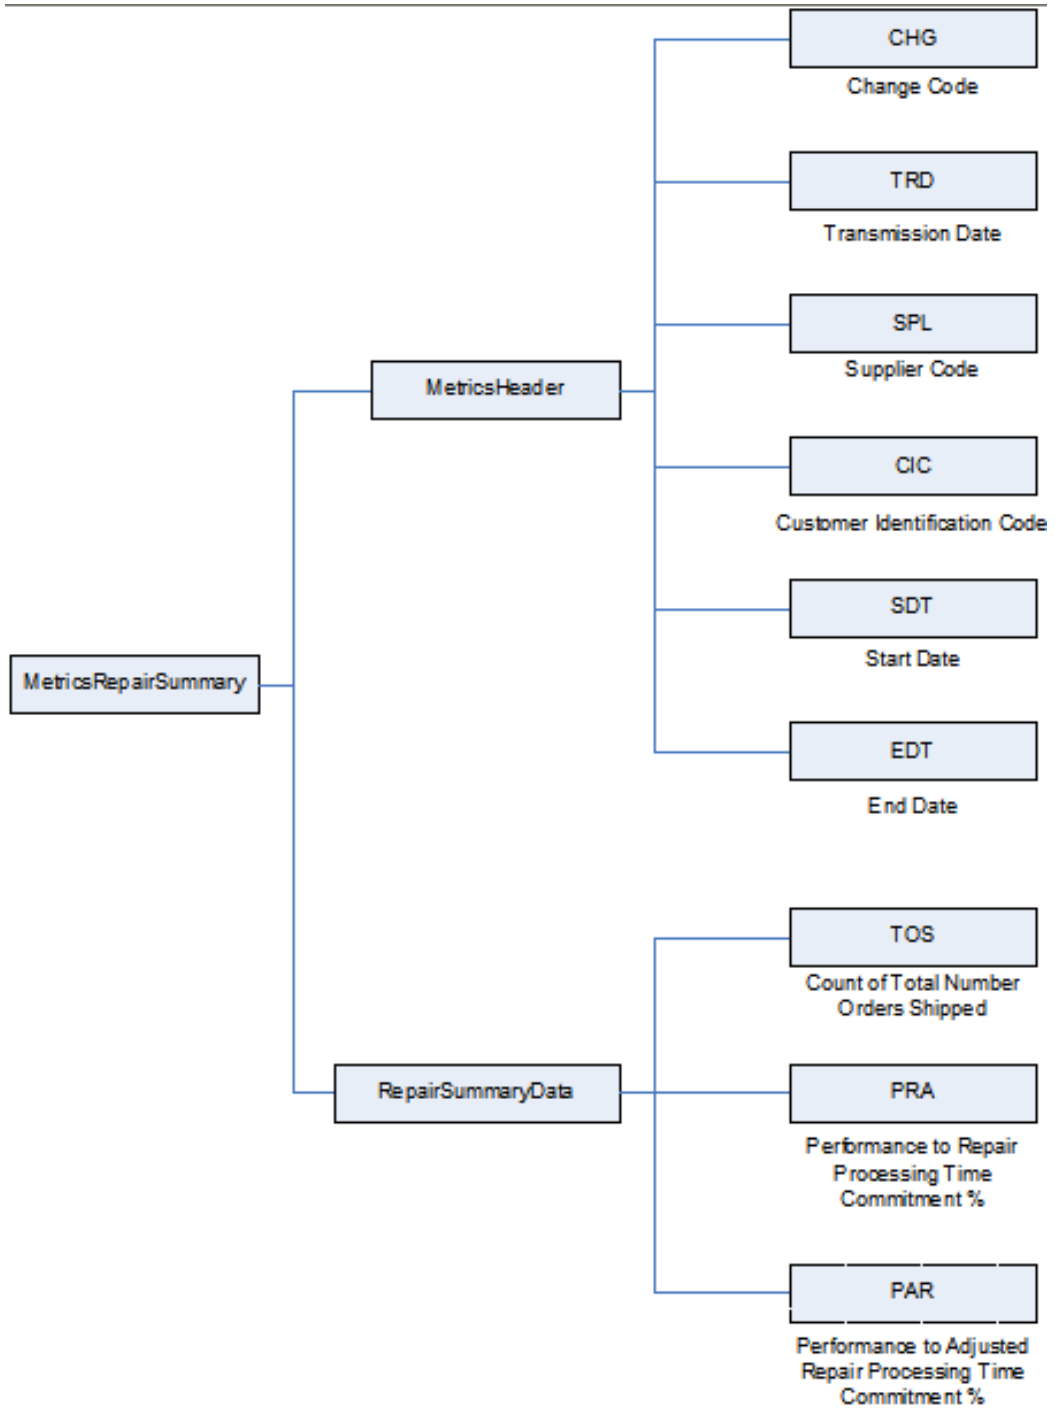 CHG
Change Code
TRD
Transmission Date
SPL
Supplier Code
MetricsHeader
CIC
Customer Identification Code
SDT
Start Date
MetricsRepairSummary
EDT
End Date
TOS
Count of Total Number
Orders Shipped
RepairSummaryData
PRA
Performance to Repair
Processing Time
Commitment %
PAR
Performance to Adjusted
Repair Processing Time
Commitment %